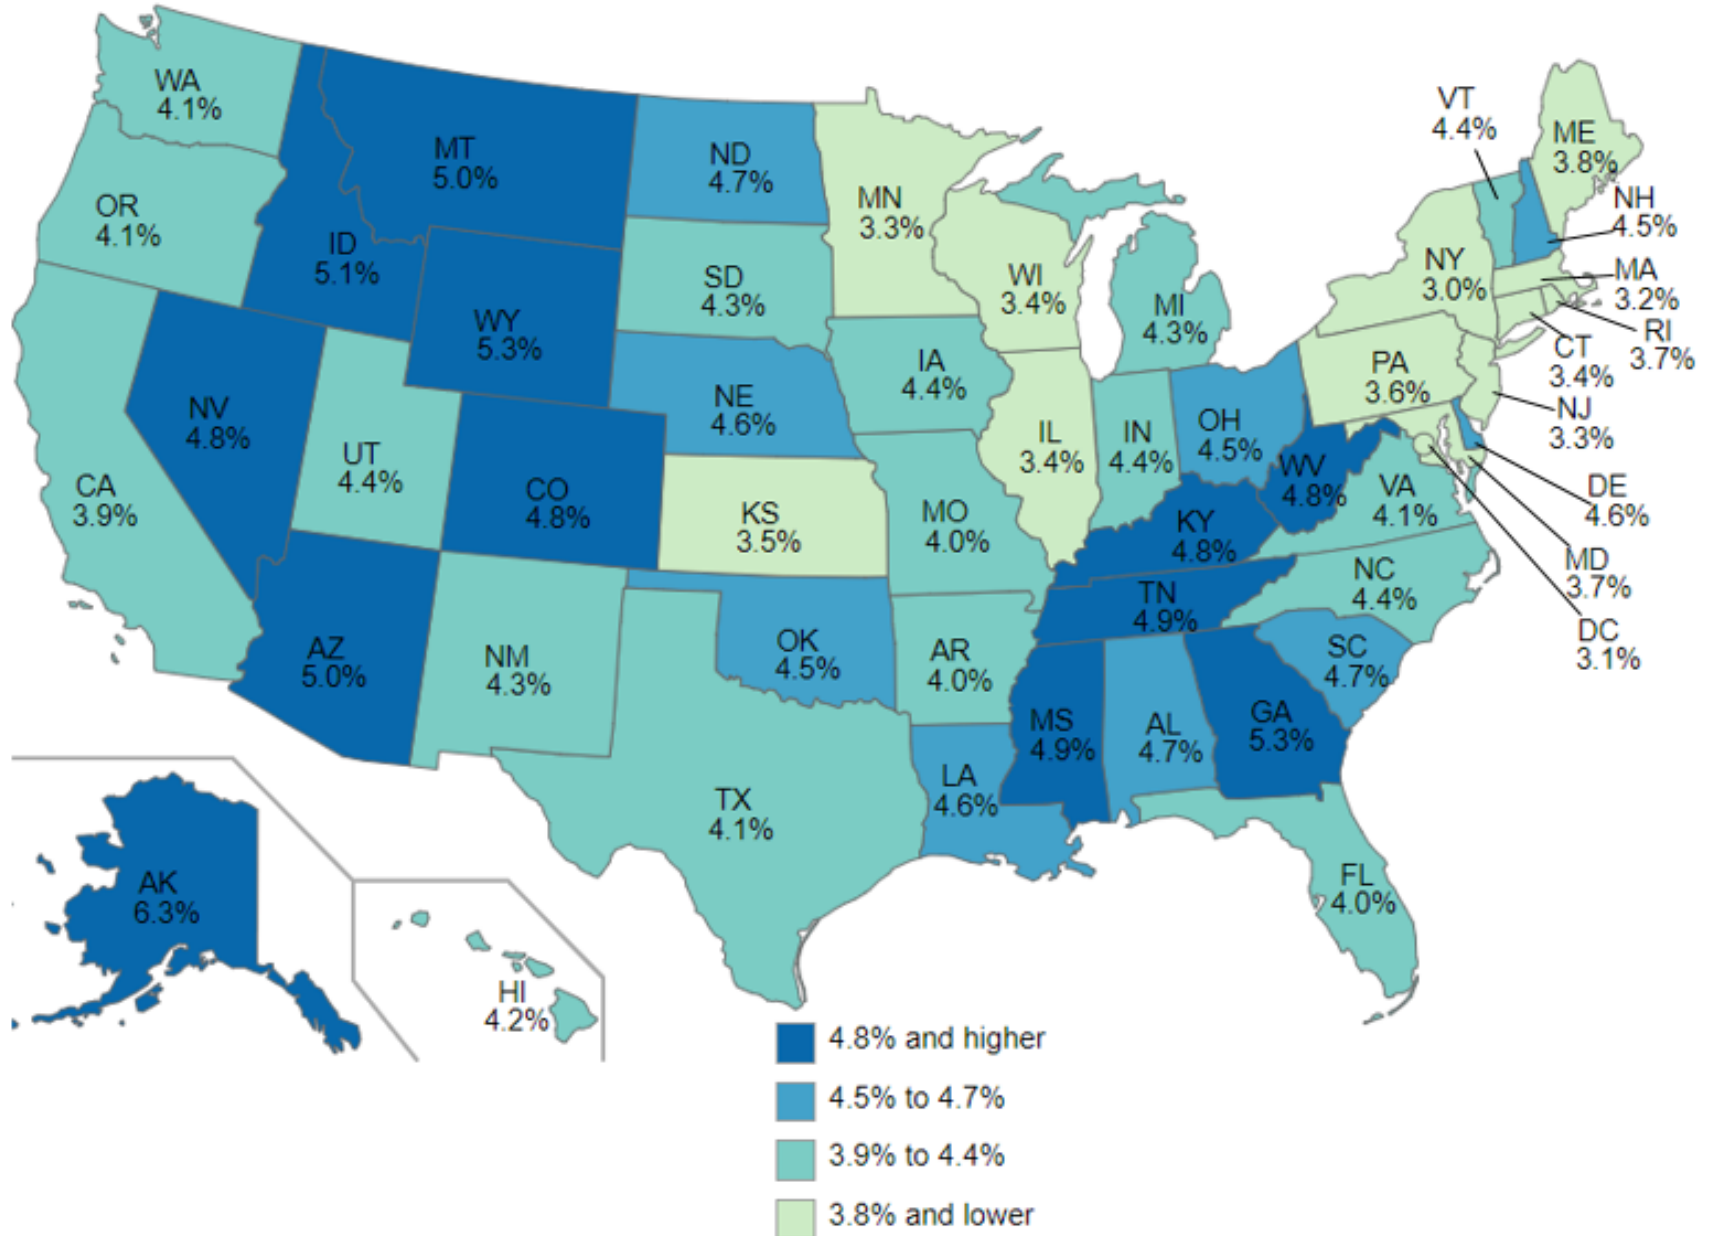 WA
4.1%
OR
4.1%
CA
3.9%
NV
4.8%
ID
5.1%
MT
5.0%
WY
5.3%
UT
4.4%
CO
4.8%
AZ
5.0%
NM
4.3%
ND
4.7%
SD
4.3%
NE
4.6%
KS
3.5%
OK
4.5%
TX
4.1%
MN
3.3%
IA
4.4%
MO
4.0%
AR
4.0%
LA
4.6%
WI
3.4%
IL
3.4%
MI
4.3%
IN
4.4%
OH
4.5%
KY
4.8%
TN
4.9%
MS
4.9%
AL
4.7%
GA
5.3%
FL
4.0%
SC
4.7%
NC
4.4%
VA
4.1%
WV
4.8%
PA
3.6%
NY
3.0%
VT
4.4%
ME
3.8%
NH
4.5%
MA
3.2%
RI
3.7%
CT
3.4%
NJ
3.3%
DE
4.6%
MD
3.7%
DC
3.1%
AK
6.3%
HI
4.2%
4.8% and higher
4.5% to 4.7%
3.9% to 4.4%
3.8% and lower